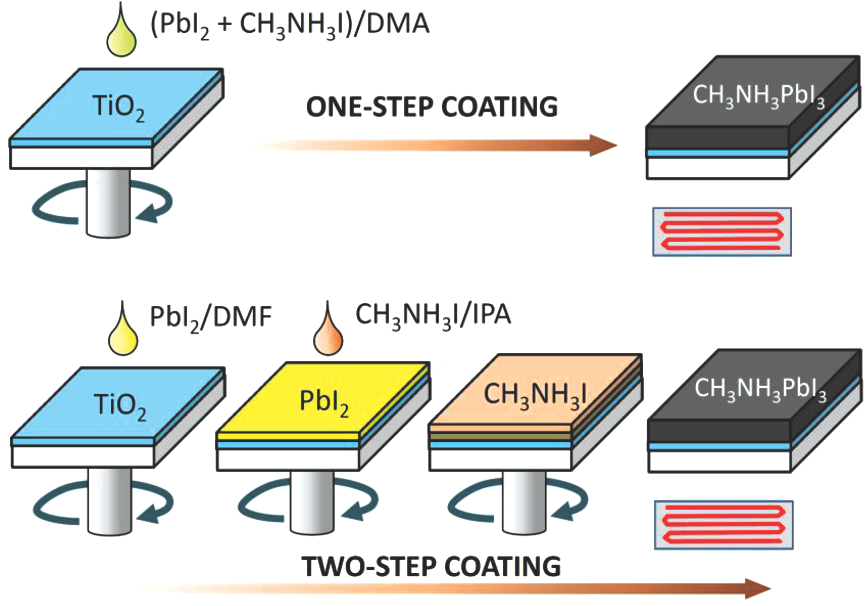 (PbI₂ + CH₃NH₃I)/DMA
TiO₂
ONE-STEP COATING
CH₃NH₃PbI₃
PbI₂/DMF
CH₃NH₃I/IPA
TiO₂
PbI₂
CH₃NH₃I
CH₃NH₃PbI₃
TWO-STEP COATING